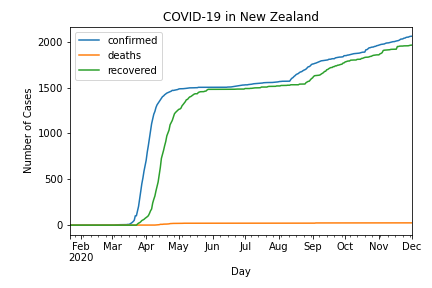 COVID-19 in New Zealand
confirmed
deaths
recovered
Number of Cases
2000
1500
1000
500
0
Feb Mar Apr May Jun Jul Aug Sep Oct Nov Dec
2020
Day